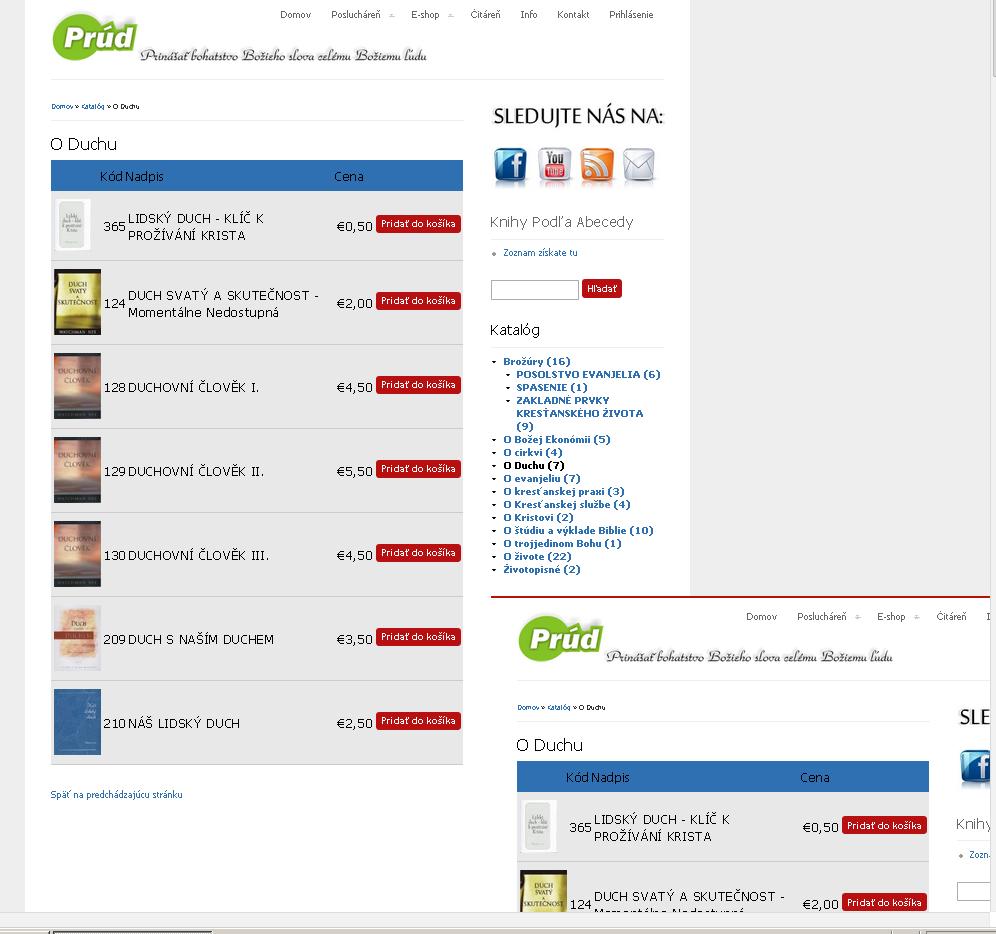 Domov Poslucháreň E-shop Čitáreň Info Kontakt Prihlásenie
Prúd
Prinášať bohatstvo Božieho slova celému Božiemu ľudu
Domov » Katalóg » O Duchu
O Duchu
Kód Nadpis Cena
365 LIDSKÝ DUCH - KLÍČ K PROŽÍVÁNÍ KRISTA €0,50 Pridať do košíka
DUCH SVATÝ A SKUTEČNOST
WATCHMAN NEE
124 DUCH SVATÝ A SKUTEČNOST - Momentálne Nedostupná €2,00 Pridať do košíka
DUCHOVNÍ ČLOVĚK
128 DUCHOVNÍ ČLOVĚK I. €4,50 Pridať do košíka
DUCHOVNÍ ČLOVĚK
129 DUCHOVNÍ ČLOVĚK II. €5,50 Pridať do košíka
DUCHOVNÍ ČLOVĚK
130 DUCHOVNÍ ČLOVĚK III. €4,50 Pridať do košíka
209 DUCH S NAŠÍM DUCHEM €3,50 Pridať do košíka
210 NÁŠ LIDSKÝ DUCH €2,50 Pridať do košíka
Späť na predchádzajúcu stránku
SLEDUJTE NÁS NA:
You Tube
Knihy Podľa Abecedy
Zoznam získate tu
Hľadať
Katalóg
Brožúry (16)
POSOLSTVO EVANJELIA (6)
SPASENIE (1)
ZAKLADNÉ PRVKY
KRESŤANSKÉHO ŽIVOTA
(9)
O Božej Ekonómii (5)
O cirkvi (4)
O Duchu (7)
O evanjeliu (7)
O kresťanskej praxi (3)
O Kresťanskej službe (4)
O Kristovi (2)
O štúdiu a výklade Biblie (10)
O trojjedinom Bohu (1)
O živote (22)
Životopisné (2)
Domov Poslucháreň E-shop Čitáreň
Prúd
Prinášať bohatstvo Božieho slova celému Božiemu ľudu
Domov » Katalóg » O Duchu
SLE
O Duchu
Kód Nadpis Cena
365 LIDSKÝ DUCH - KLÍČ K PROŽÍVÁNÍ KRISTA €0,50 Pridať do košíka
Knihy
Zozn
DUCH SVATÝ A SKUTEČNOST
124 DUCH SVATÝ A SKUTEČNOST - Momentálne Nedostupná €2,00 Pridať do košíka